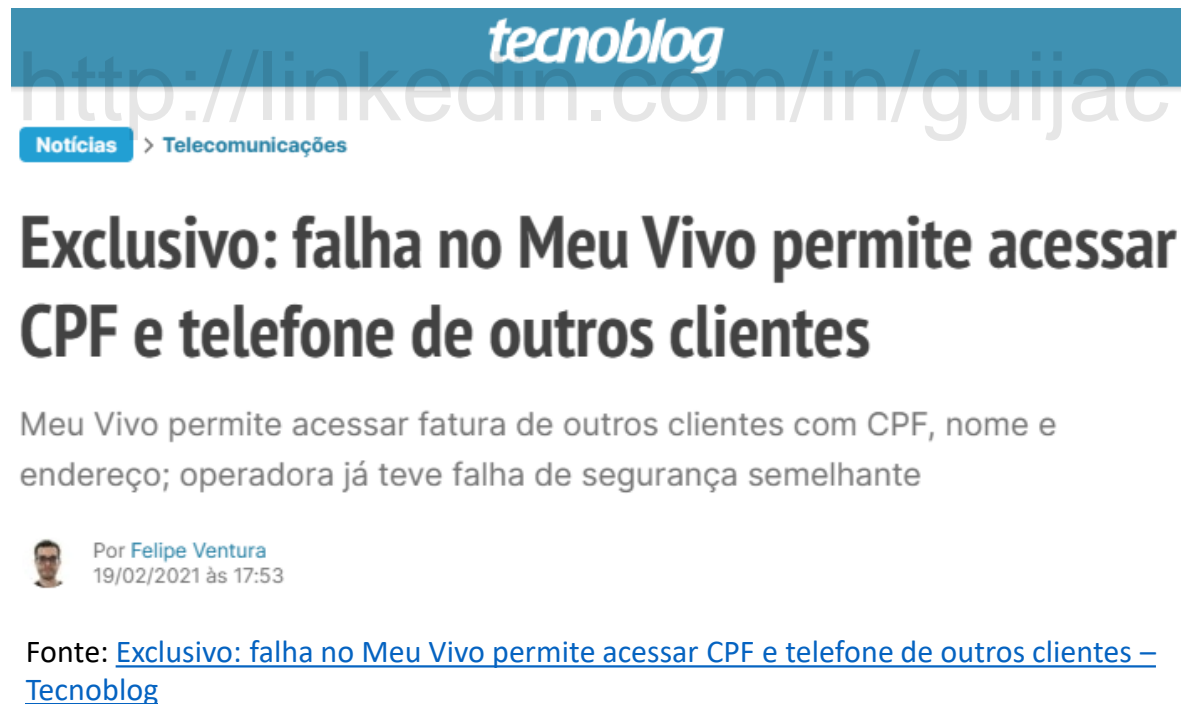 tecnoblog
http://linkedin.com/in/guijac
Notícias > Telecomunicações
Exclusivo: falha no Meu Vivo permite acessar
CPF e telefone de outros clientes
Meu Vivo permite acessar fatura de outros clientes com CPF, nome e
endereço; operadora já teve falha de segurança semelhante
Por Felipe Ventura
19/02/2021 às 17:53
Fonte: Exclusivo: falha no Meu Vivo permite acessar CPF e telefone de outros clientes –
Tecnoblog